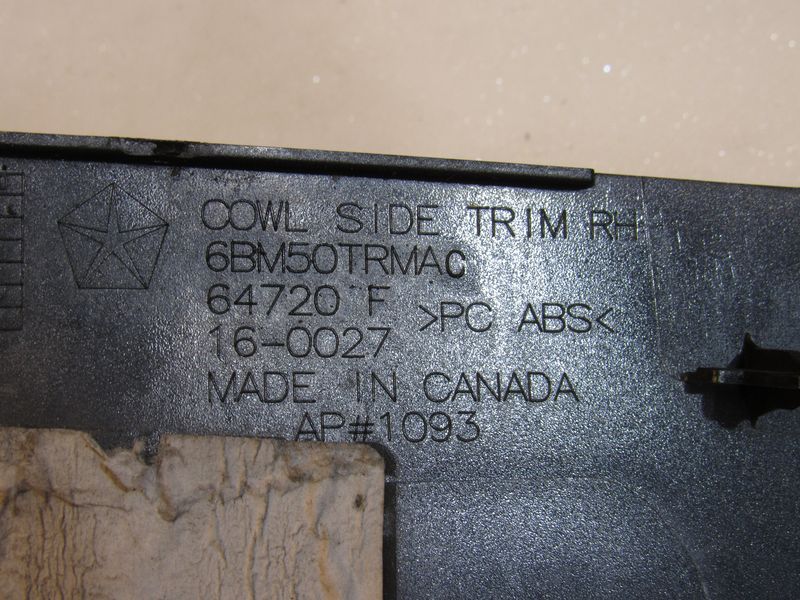 COWL SIDE TRIM RH
6BM50TRMAC
64720 F >PC ABS<
16-0027
MADE IN CANADA
AP#1093